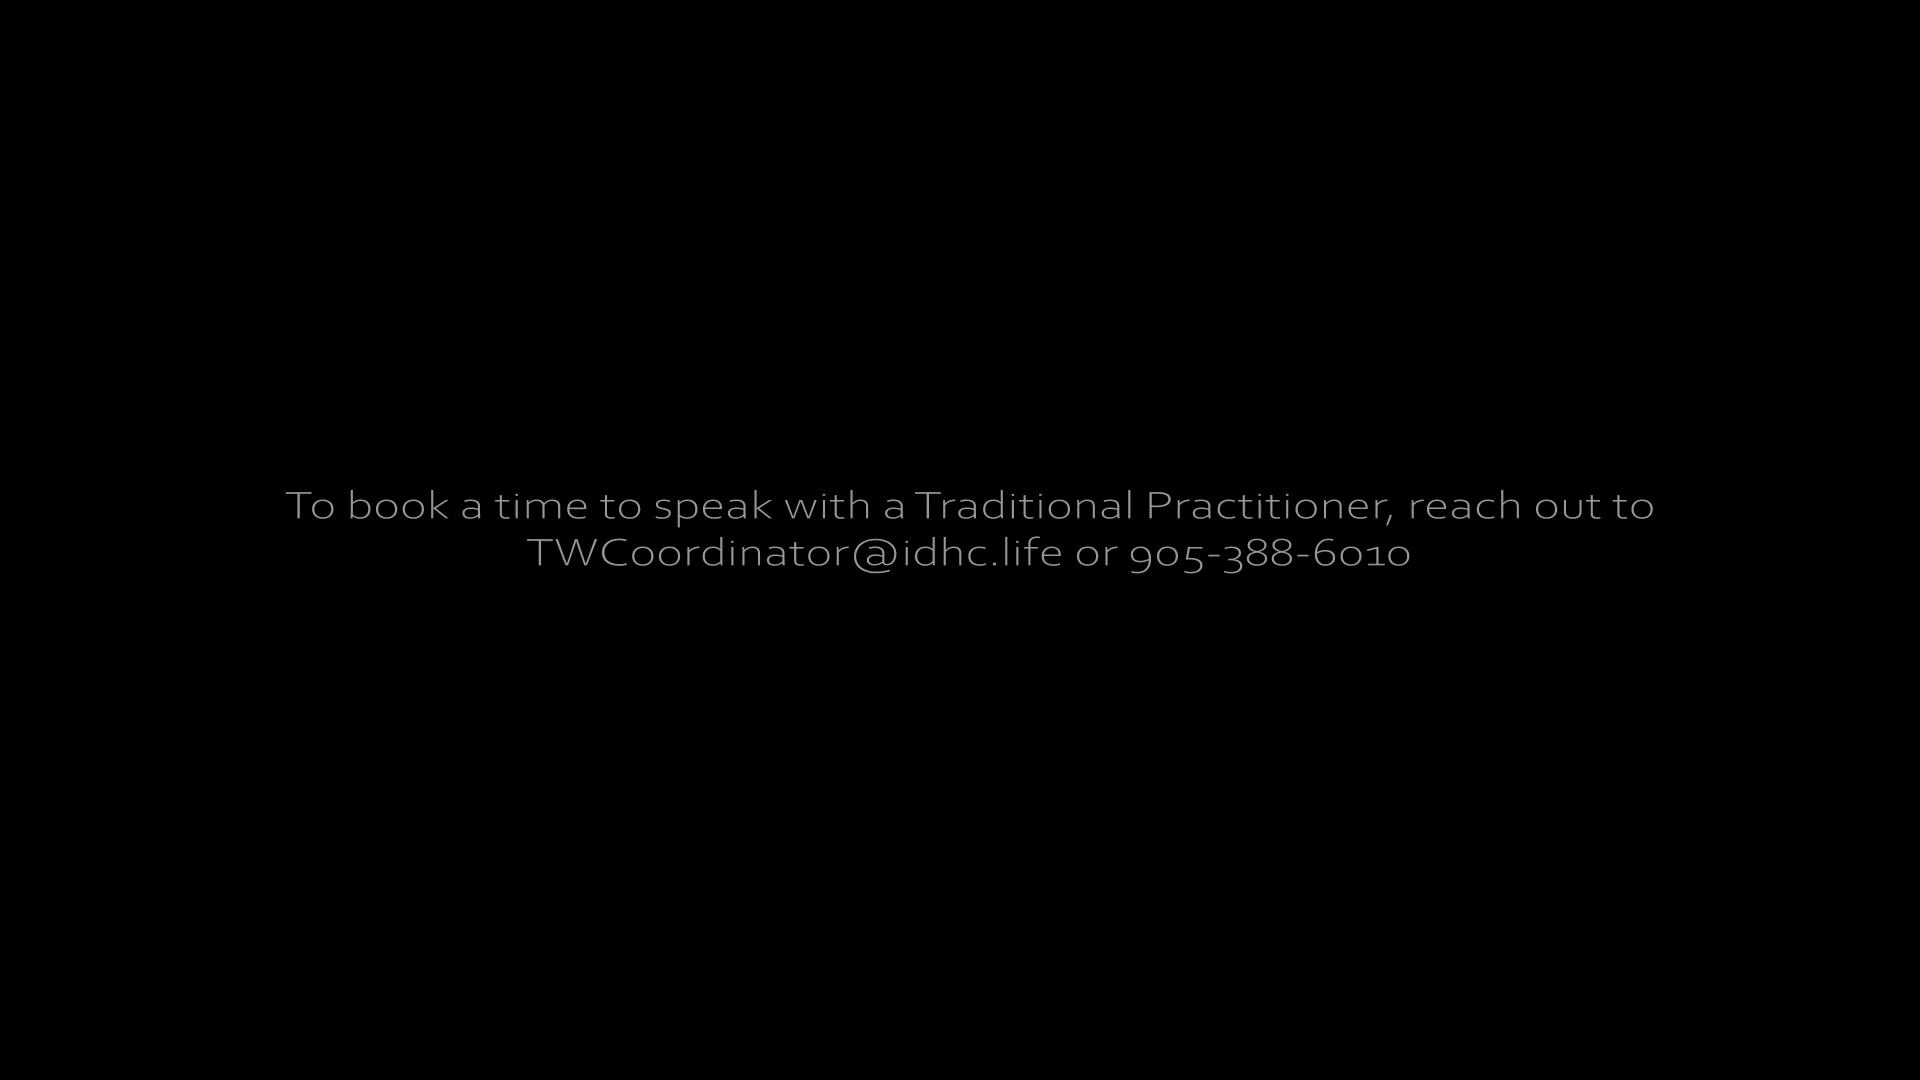 To book a time to speak with a Traditional Practitioner, reach out to
TWCoordinator@idhc.life or 905-388-6010